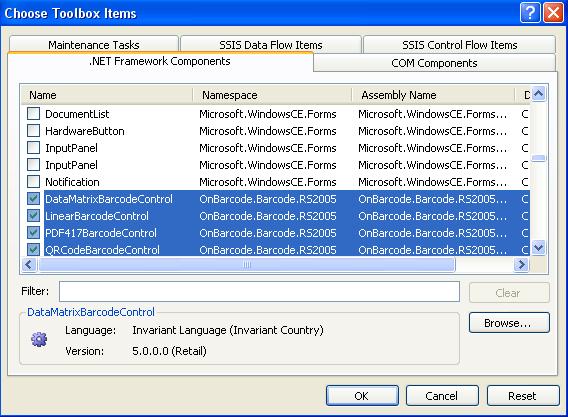 Choose Toolbox Items
Maintenance Tasks SSIS Data Flow Items SSIS Control Flow Items
.NET Framework Components COM Components
Name Namespace Assembly Name D
DocumentList Microsoft.WindowsCE.Forms Microsoft.WindowsCE.Forms... C
HardwareButton Microsoft.WindowsCE.Forms Microsoft.WindowsCE.Forms... C
InputPanel Microsoft.WindowsCE.Forms Microsoft.WindowsCE.Forms... C
InputPanel Microsoft.WindowsCE.Forms Microsoft.WindowsCE.Forms... C
Notification Microsoft.WindowsCE.Forms Microsoft.WindowsCE.Forms... C
DataMatrixBarcodeControl OnBarcode.Barcode.RS2005 OnBarcode.Barcode.RS2005... C
LinearBarcodeControl OnBarcode.Barcode.RS2005 OnBarcode.Barcode.RS2005... C
PDF417BarcodeControl OnBarcode.Barcode.RS2005 OnBarcode.Barcode.RS2005... C
QRCodeBarcodeControl OnBarcode.Barcode.RS2005 OnBarcode.Barcode.RS2005... C
Filter: Clear
DataMatrixBarcodeControl
Browse...
Language: Invariant Language (Invariant Country)
Version: 5.0.0.0 (Retail)
OK Cancel Reset